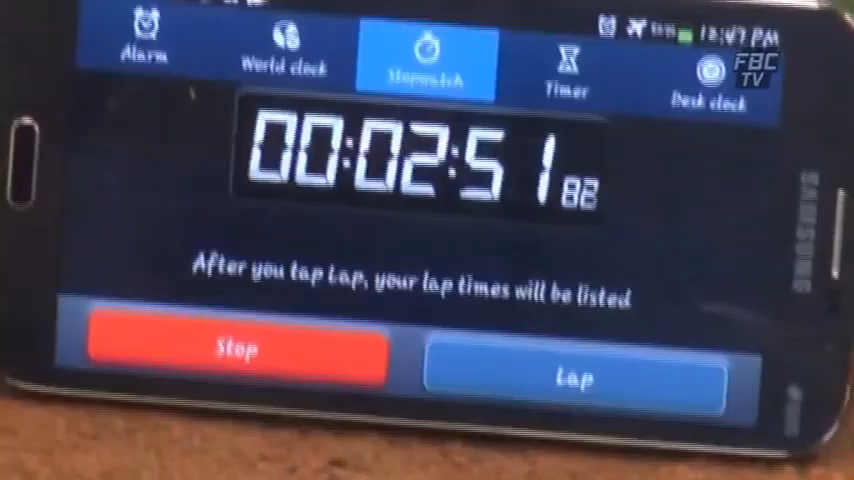 Alarm
World clock
Stopwatch
Timer
Desk clock
FBC
TV
00:02:51
SAMSUNG
After you tap Lap, your lap times will be listed
Stop
Lap